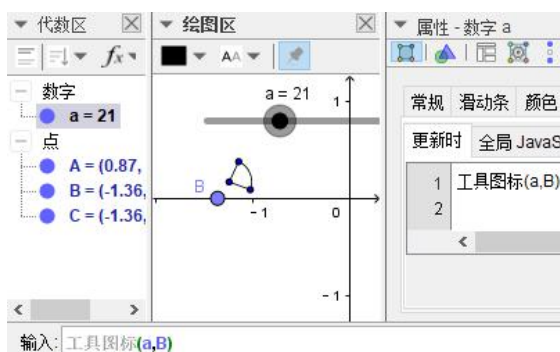 代数区
绘图区
属性 - 数字 a
fx
AA
数字
a = 21
点
A = (0.87,
B = (-1.36,
C = (-1.36,
a = 21
1
B
-1
0
-1
常规 滑动条 颜色
更新时 全局 JavaS
1 工具图标(a,B)
2
输入: 工具图标(a,B)